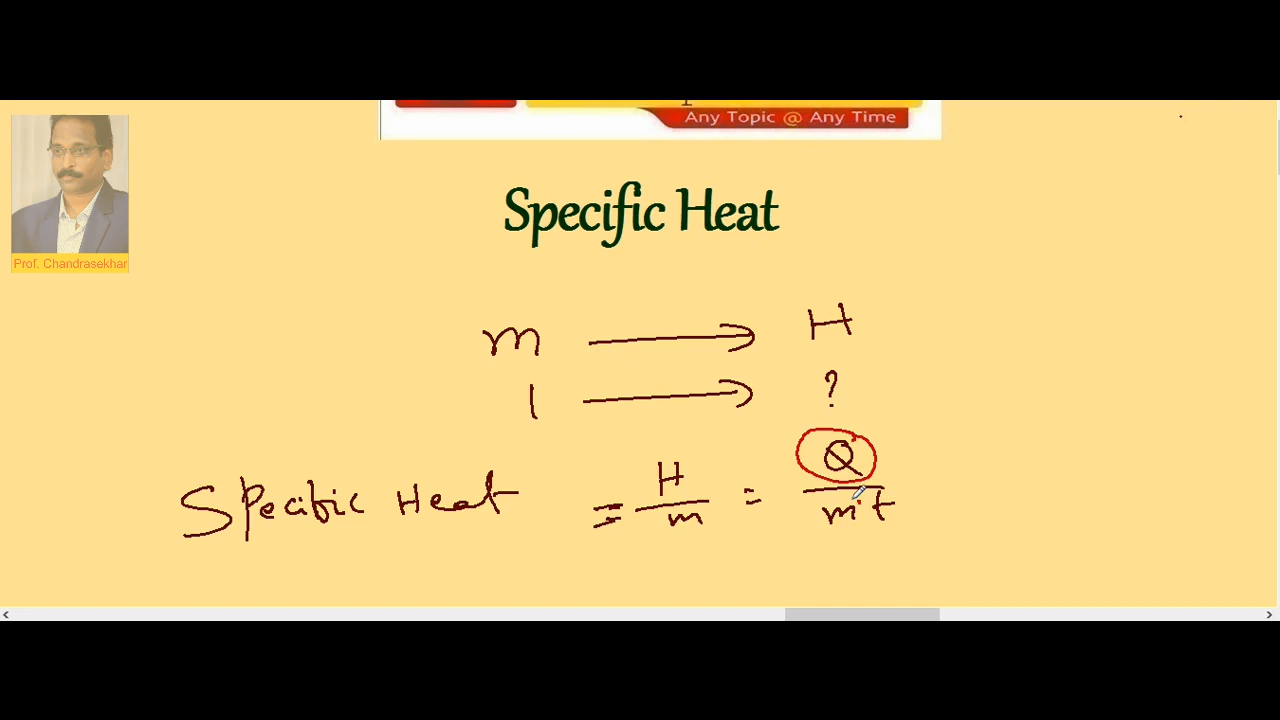 Any Topic @ Any Time
Prof. Chandrasekhar
Specific Heat
m → H
1 → ?
Specific Heat = H/m = Q/mt